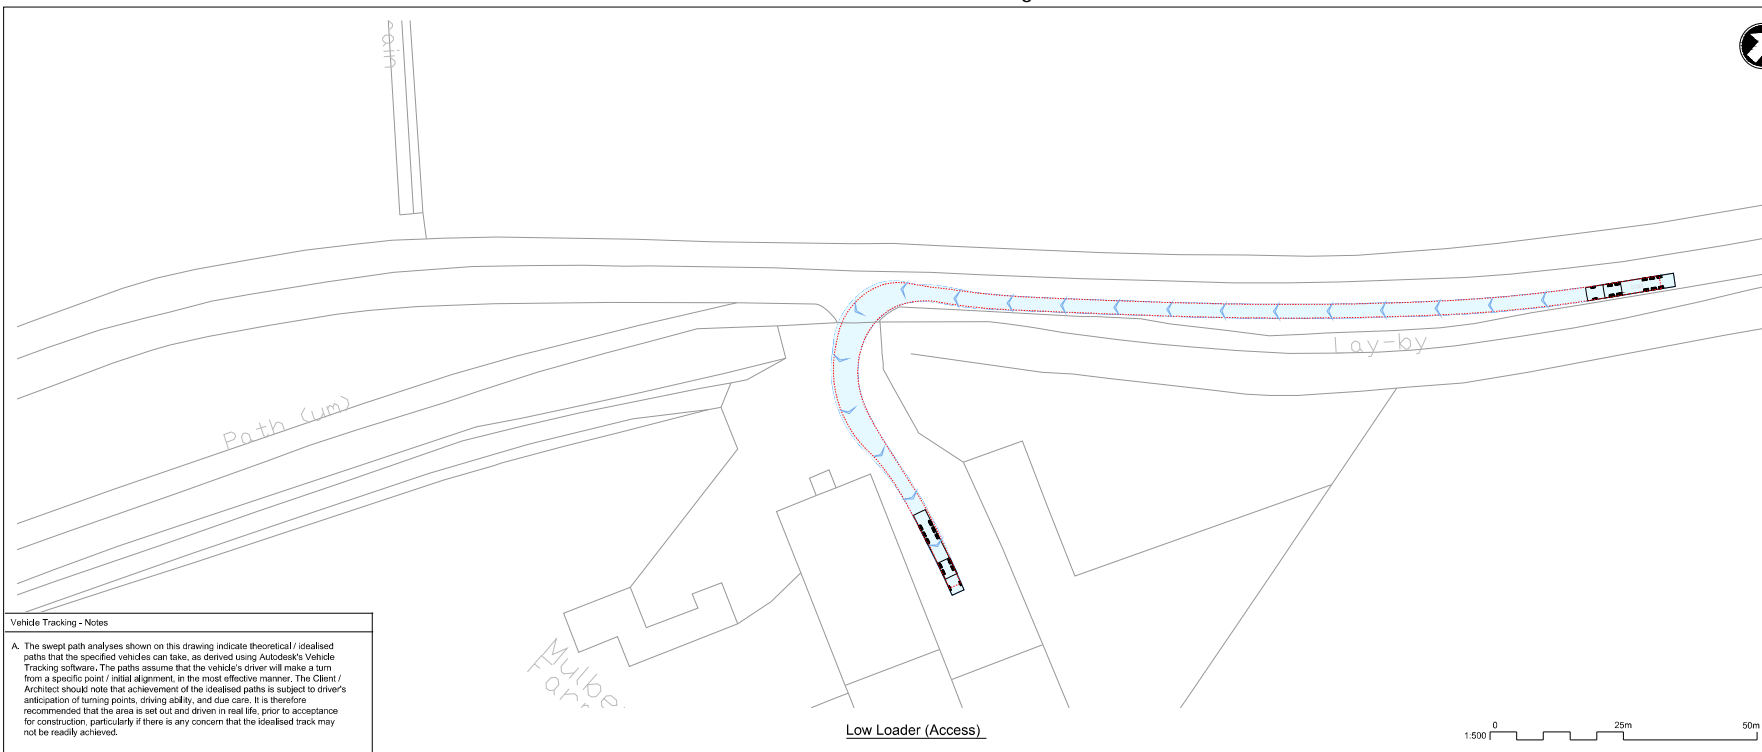 Path (um)
Lay-by
Vehicle Tracking - Notes
A. The swept path analyses shown on this drawing indicate theoretical / idealised
paths that the specified vehicles can take, as derived using Autodesk's Vehicle
Tracking software. The paths assume that the vehicle's driver will make a turn
from a specific point / initial alignment, in the most effective manner. The Client /
Architect should note that achievement of the idealised paths is subject to driver's
anticipation of turning points, driving ability, and due care. It is therefore
recommended that the area is set out and driven in real life, prior to acceptance
for construction, particularly if there is any concern that the idealised track may
not be readily achieved.
Low Loader (Access)
0 25m 50m
1:500